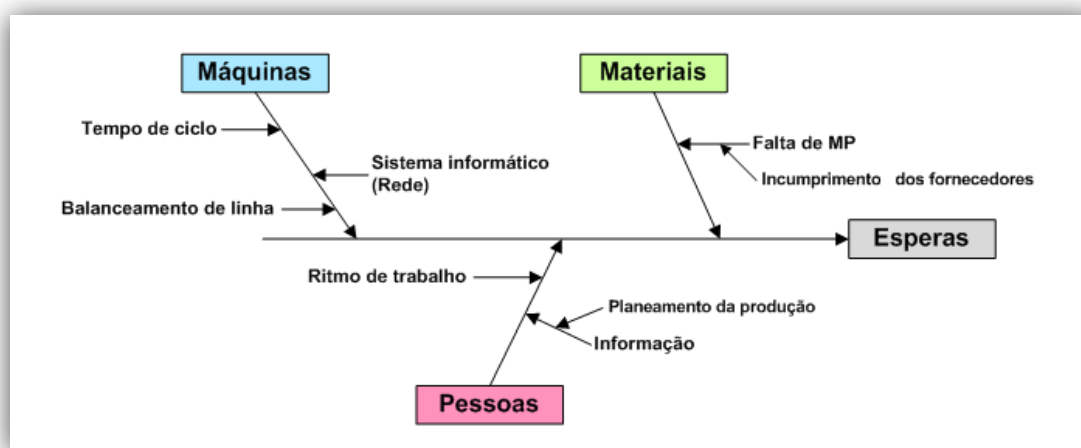 Máquinas
Materiais
Tempo de ciclo
Falta de MP
Sistema informático
(Rede)
Incumprimento dos fornecedores
Balanceamento de linha
Esperas
Ritmo de trabalho
Planeamento da produção
Informação
Pessoas